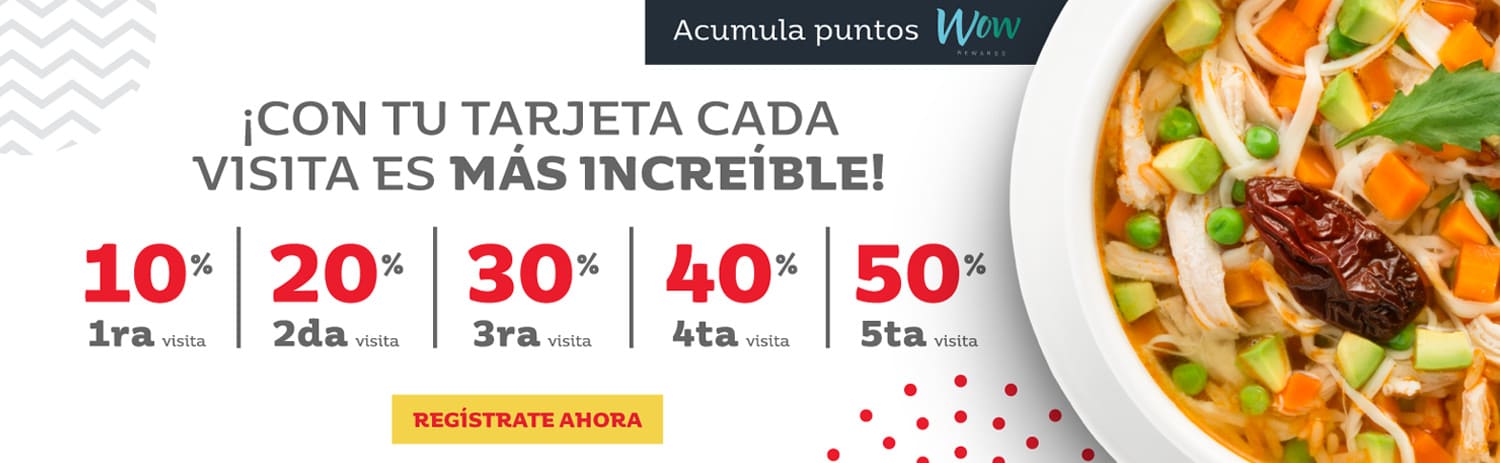 Acumula puntos Wow
REWARDS
¡CON TU TARJETA CADA
VISITA ES MÁS INCREÍBLE!
10% 20% 30% 40% 50%
1ra visita 2da visita 3ra visita 4ta visita 5ta visita
REGÍSTRATE AHORA